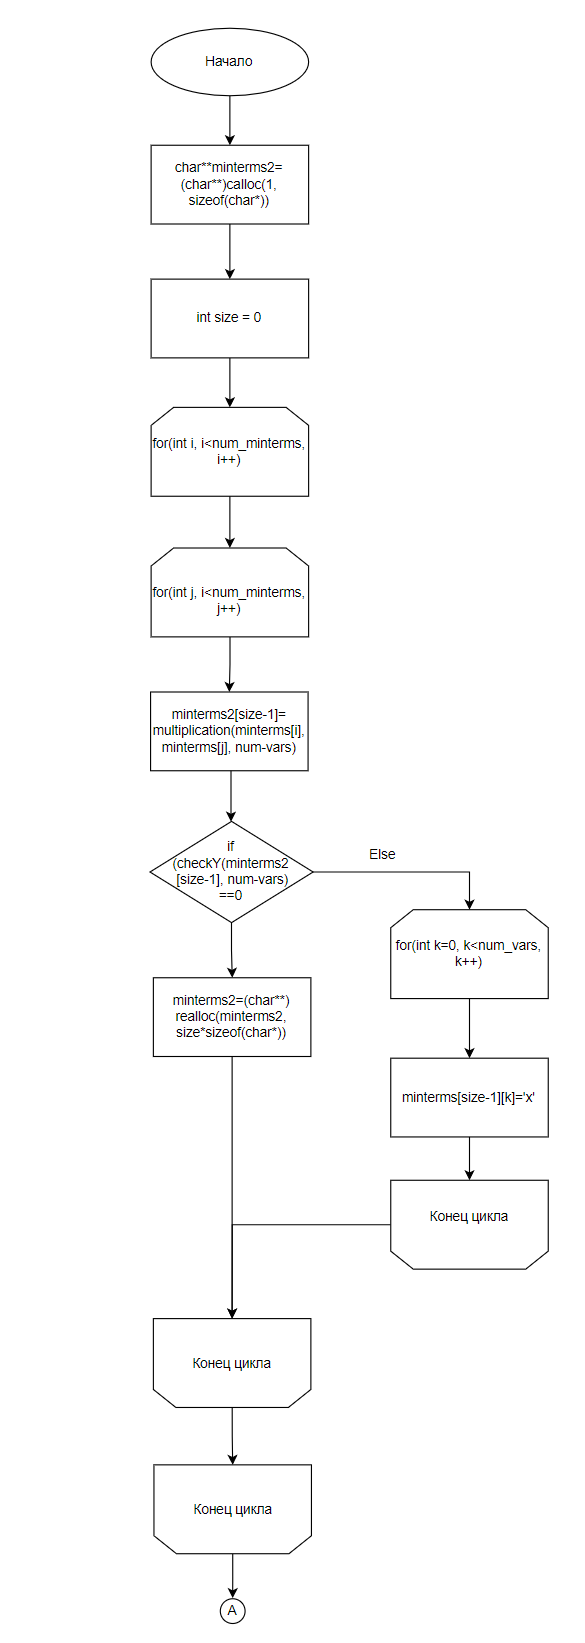 Начало
char**minterms2=
(char**)calloc(1,
sizeof(char*))
int size = 0
for(int i, i<num_minterms,
i++)
for(int j, i<num_minterms,
j++)
minterms2[size-1]=
multiplication(minterms[i],
minterms[j], num-vars)
if
(checkY(minterms2
[size-1], num-vars)
==0
Else
for(int k=0, k<num_vars,
k++)
minterms2=(char**)
realloc(minterms2,
size*sizeof(char*))
minterms[size-1][k]='x'
Конец цикла
Конец цикла
Конец цикла
A